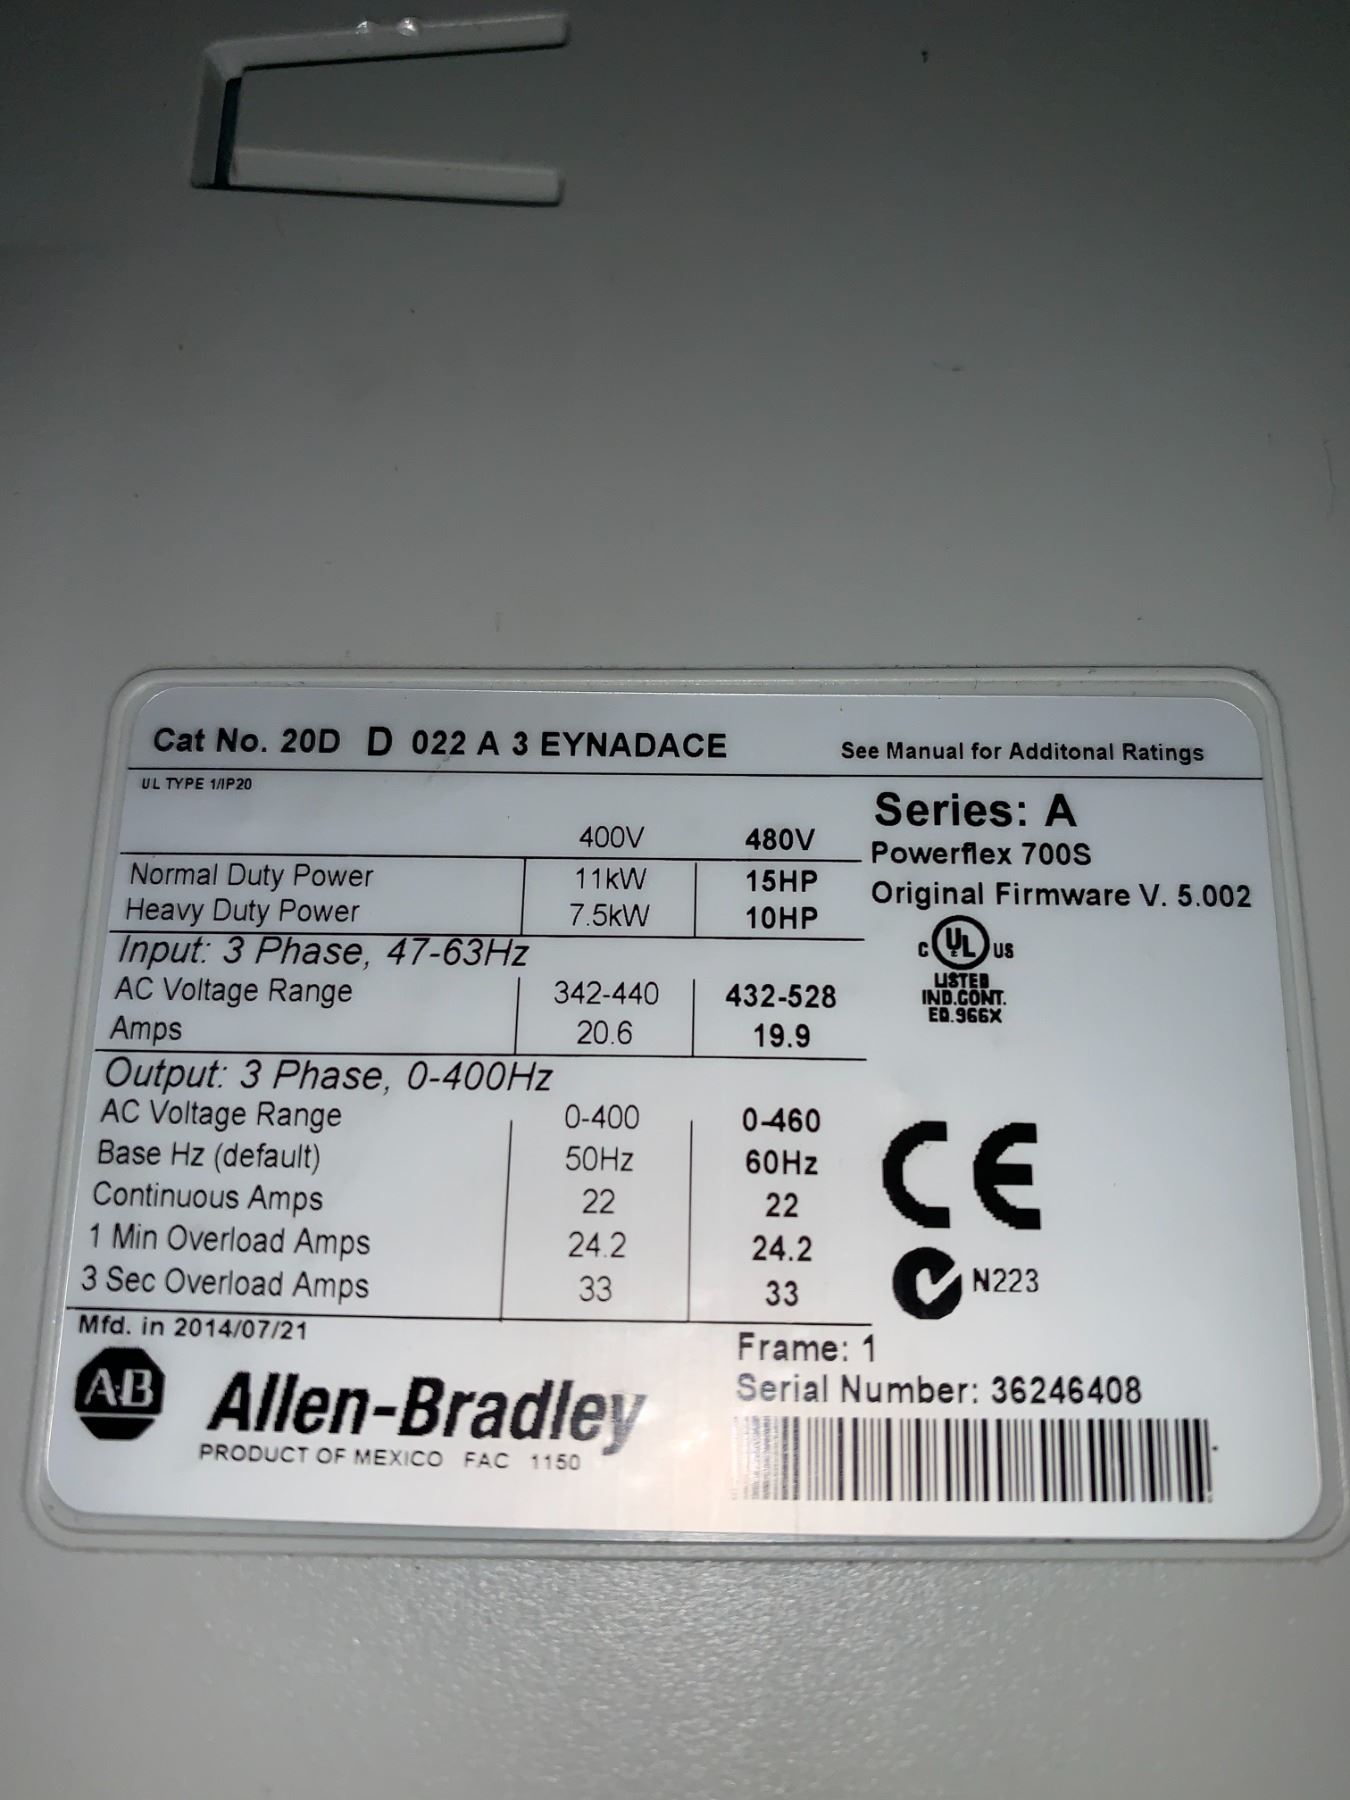 Cat No. 20D D 022 A 3 EYNADACE See Manual for Additonal Ratings
UL TYPE 1/IP20
Series: A
400V 480V
Powerflex 700S
Normal Duty Power 11kW 15HP
Original Firmware V. 5.002
Heavy Duty Power 7.5kW 10HP
Input: 3 Phase, 47-63Hz
C UL US
LISTED
IND.CONT.
EQ.966X
AC Voltage Range 342-440 432-528
Amps 20.6 19.9
Output: 3 Phase, 0-400Hz
AC Voltage Range 0-400 0-460
Base Hz (default) 50Hz 60Hz
CE
Continuous Amps 22 22
1 Min Overload Amps 24.2 24.2
N223
3 Sec Overload Amps 33 33
Mfd. in 2014/07/21
Frame: 1
Serial Number: 36246408
A-B Allen-Bradley
PRODUCT OF MEXICO FAC 1150